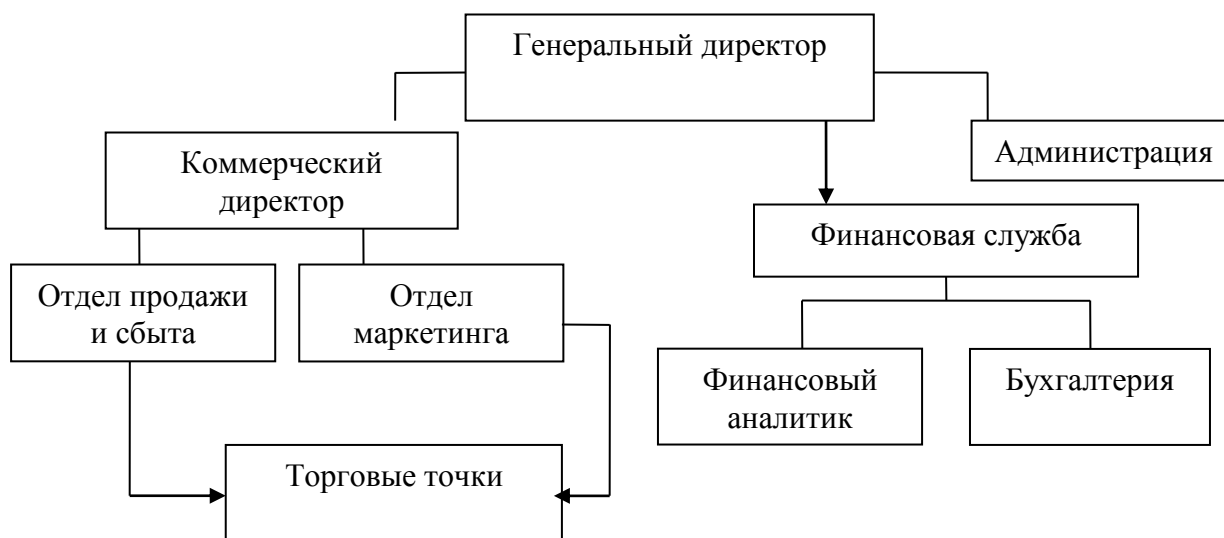 Генеральный директор
Администрация
Коммерческий
директор
Финансовая служба
Отдел продажи
и сбыта
Отдел
маркетинга
Финансовый
аналитик
Бухгалтерия
Торговые точки